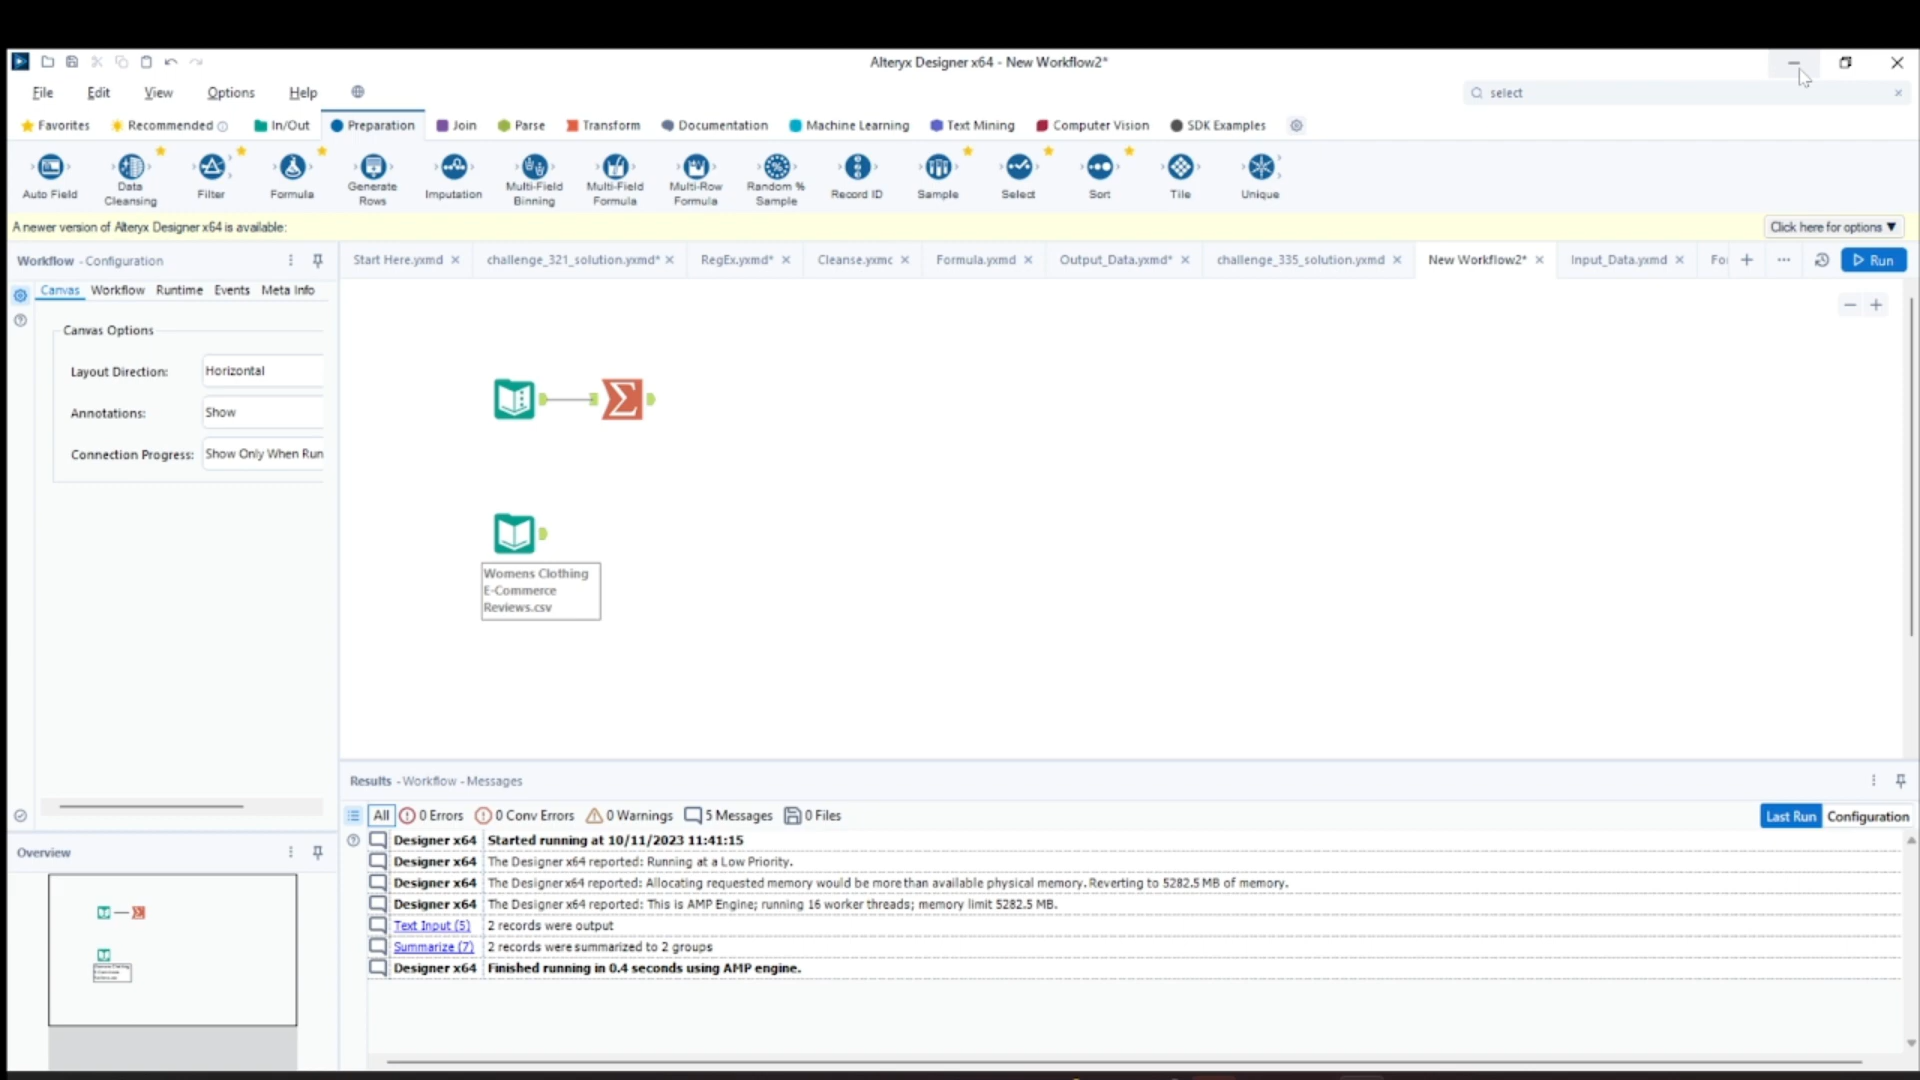 Alteryx Designer x64 - New Workflow2*
File Edit View Options Help
select
Favorites Recommended In/Out Preparation Join Parse Transform Documentation Machine Learning Text Mining Computer Vision SDK Examples
Auto Field
Data Cleansing
Filter
Formula
Generate Rows
Imputation
Multi-Field Binning
Multi-Field Formula
Multi-Row Formula
Random % Sample
Record ID
Sample
Select
Sort
Tile
Unique
A newer version of Alteryx Designer x64 is available:
Click here for options ▼
Workflow - Configuration
Start Here.yxmd challenge_321_solution.yxmd* RegEx.yxmd* Cleanse.yxmc Formula.yxmd Output_Data.yxmd* challenge_335_solution.yxmd New Workflow2* Input_Data.yxmd Fo
Run
Canvas Workflow Runtime Events Meta Info
Canvas Options
Layout Direction: Horizontal
Annotations: Show
Connection Progress: Show Only When Run
Womens Clothing
E-Commerce
Reviews.csv
Results - Workflow - Messages
All 0 Errors 0 Conv Errors 0 Warnings 5 Messages 0 Files
Last Run Configuration
Designer x64 Started running at 10/11/2023 11:41:15
Designer x64 The Designer x64 reported: Running at a Low Priority.
Designer x64 The Designer x64 reported: Allocating requested memory would be more than available physical memory. Reverting to 5282.5 MB of memory.
Designer x64 The Designer x64 reported: This is AMP Engine; running 16 worker threads; memory limit 5282.5 MB.
Text Input (5) 2 records were output
Summarize (7) 2 records were summarized to 2 groups
Designer x64 Finished running in 0.4 seconds using AMP engine.
Overview